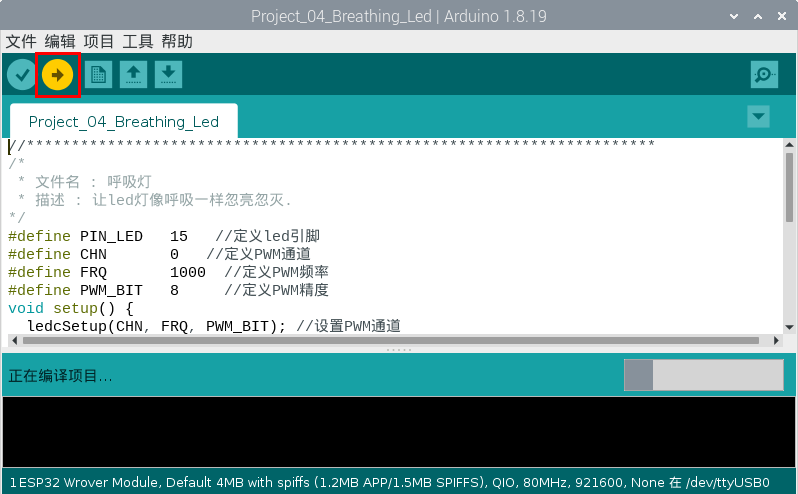 Project_04_Breathing_Led | Arduino 1.8.19
文件 编辑 项目 工具 帮助
Project_04_Breathing_Led
//**********************************************************************
/*
 * 文件名 : 呼吸灯
 * 描述 : 让led灯像呼吸一样忽亮忽灭.
*/
#define PIN_LED   15   //定义led引脚
#define CHN       0   //定义PWM通道
#define FRQ       1000  //定义PWM频率
#define PWM_BIT   8     //定义PWM精度
void setup() {
  ledcSetup(CHN, FRQ, PWM_BIT); //设置PWM通道
正在编译项目...
1 ESP32 Wrover Module, Default 4MB with spiffs (1.2MB APP/1.5MB SPIFFS), QIO, 80MHz, 921600, None 在 /dev/ttyUSB0